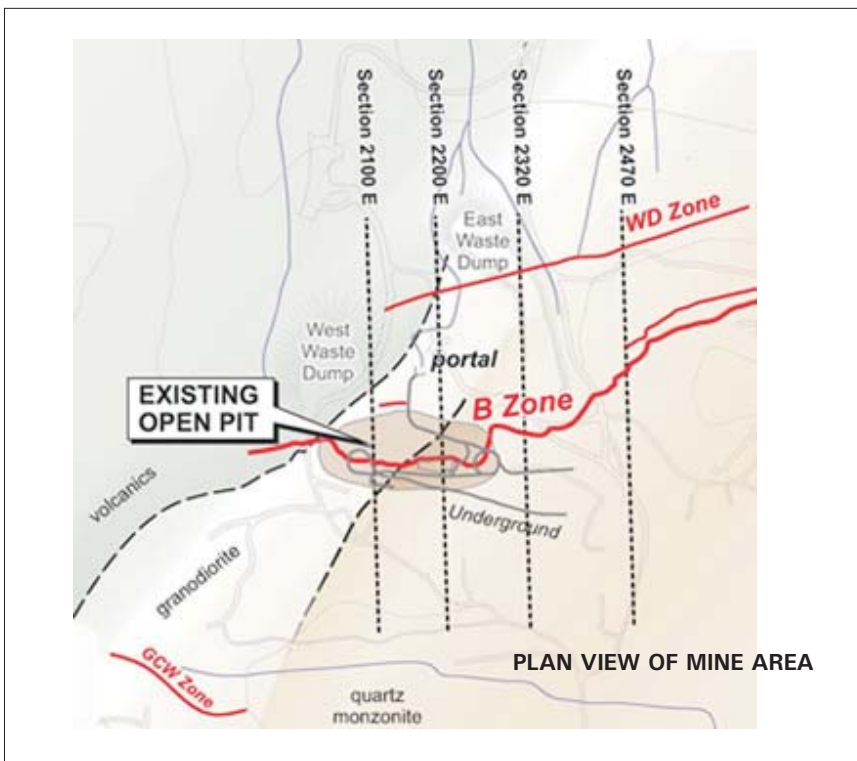 Section 2100 E
Section 2200 E
Section 2320 E
Section 2470 E
WD Zone
East
Waste
Dump
West
Waste
Dump
portal
EXISTING
OPEN PIT
B Zone
volcanics
Underground
granodiorite
PLAN VIEW OF MINE AREA
GCW Zone
quartz
monzonite